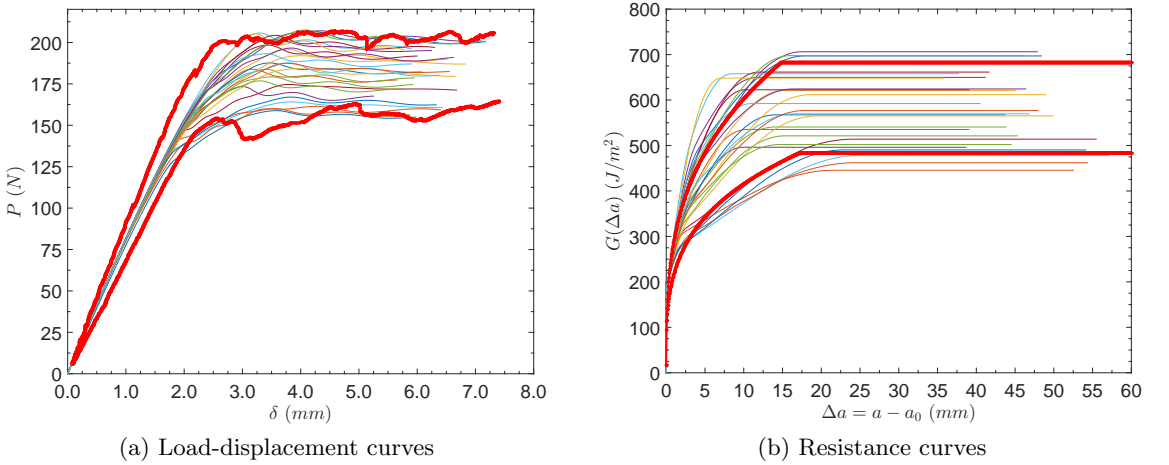 200
175
150
125
100
75
50
25
0
P (N)
0.0 1.0 2.0 3.0 4.0 5.0 6.0 7.0 8.0
δ (mm)
(a) Load-displacement curves
800
700
600
500
400
300
200
100
0
G(Δa) (J/m²)
0 5 10 15 20 25 30 35 40 45 50 55 60
Δa = a − a₀ (mm)
(b) Resistance curves